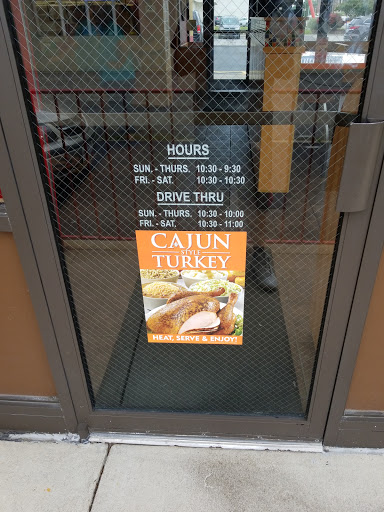 HOURS
SUN. - THURS. 10:30 - 9:30
FRI. - SAT. 10:30 - 10:30
DRIVE THRU
SUN. - THURS. 10:30 - 10:00
FRI. - SAT. 10:30 - 11:00
CAJUN
STYLE
TURKEY
HEAT, SERVE & ENJOY!